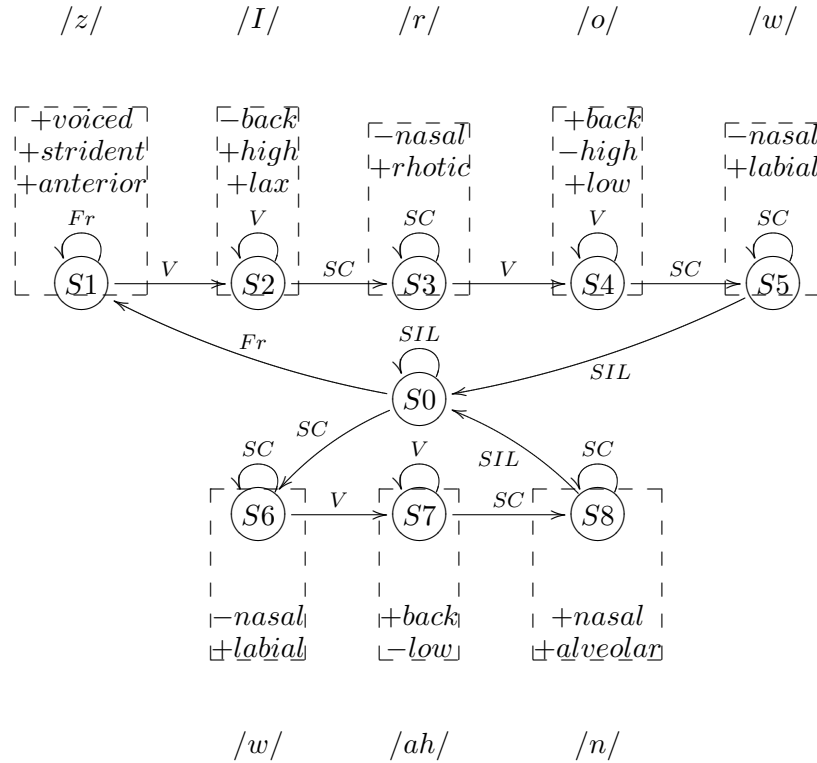 /z/ /I/ /r/ /o/ /w/
+voiced −back −nasal +back −nasal
+strident +high +rhotic −high +labial
+anterior +lax +low
Fr V SC V SC
S1 V S2 SC S3 V S4 SC S5
Fr SIL SIL
S0
SC SIL
SC V SC
S6 V S7 SC S8
−nasal +back +nasal
+labial −low +alveolar
/w/ /ah/ /n/